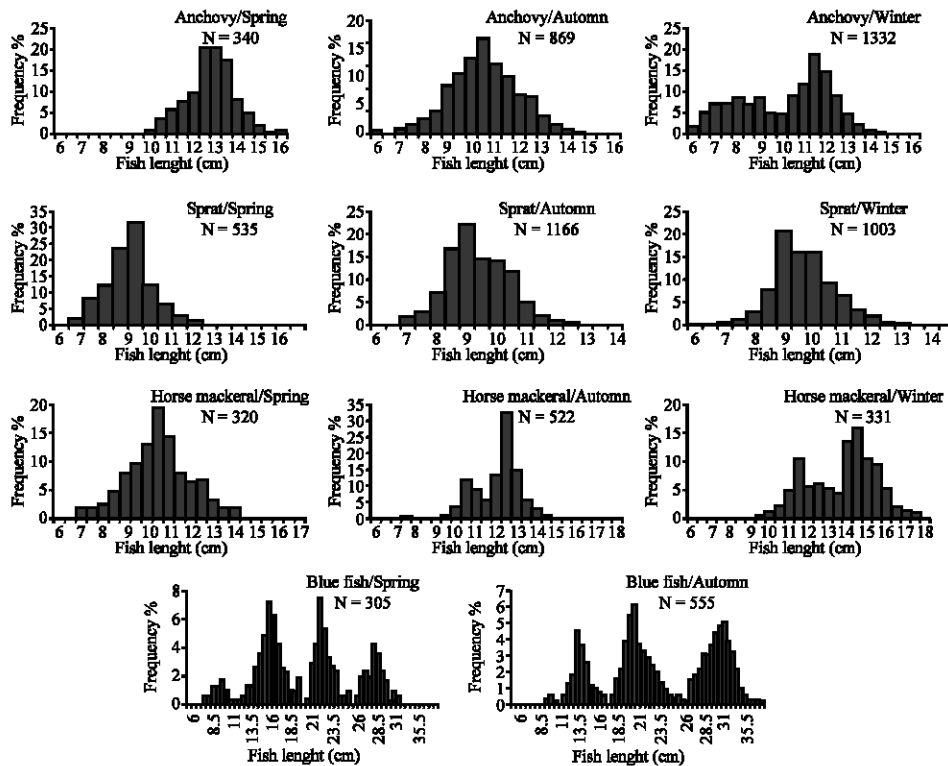 Anchovy/Spring
N = 340
Frequency %
25
20
15
10
5
0
6 7 8 9 10 11 12 13 14 15 16
Fish lenght (cm)
Anchovy/Automn
N = 869
Frequency %
20
15
10
5
0
6 7 8 9 10 11 12 13 14 15 16
Fish lenght (cm)
Anchovy/Winter
N = 1332
Frequency %
25
20
15
10
5
0
6 7 8 9 10 11 12 13 14 15 16
Fish lenght (cm)
Sprat/Spring
N = 535
Frequency %
35
30
25
20
15
10
5
0
6 7 8 9 10 11 12 13 14 15 16
Fish lenght (cm)
Sprat/Automn
N = 1166
Frequency %
25
20
15
10
5
0
6 7 8 9 10 11 12 13 14
Fish lenght (cm)
Sprat/Winter
N = 1003
Frequency %
25
20
15
10
5
0
6 7 8 9 10 11 12 13 14
Fish lenght (cm)
Horse mackeral/Spring
N = 320
Frequency %
20
15
10
5
0
6 7 8 9 10 11 12 13 14 15 16 17
Fish lenght (cm)
Horse mackeral/Automn
N = 522
Frequency %
35
30
25
20
15
10
5
0
6 7 8 9 10 11 12 13 14 15 16 17 18
Fish lenght (cm)
Horse mackeral/Winter
N = 331
Frequency %
20
15
10
5
0
6 7 8 9 10 11 12 13 14 15 16 17 18
Fish lenght (cm)
Blue fish/Spring
N = 305
Frequency %
8
6
4
2
0
6 8.5 11 13.5 16 18.5 21 23.5 26 28.5 31 35.5
Fish lenght (cm)
Blue fish/Automn
N = 555
Frequency %
7
6
5
4
3
2
1
0
6 8.5 11 13.5 16 18.5 21 23.5 26 28.5 31 35.5
Fish lenght (cm)